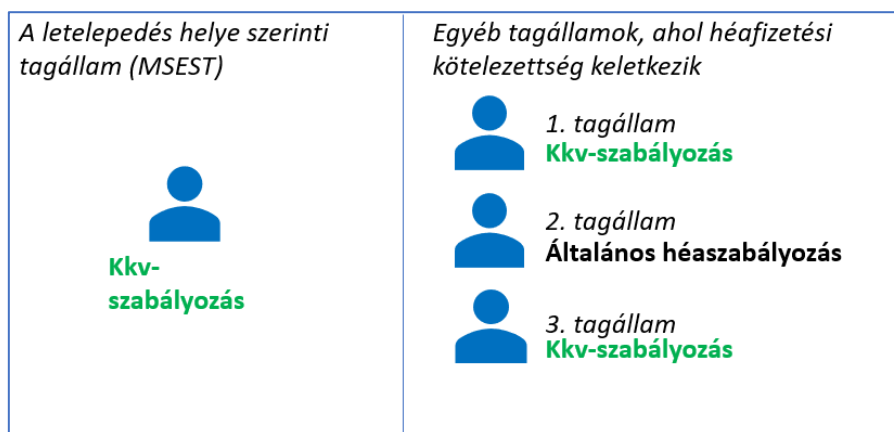 A letelepedés helye szerinti
tagállam (MSEST)
Kkv-
szabályozás
Egyéb tagállamok, ahol héafizetési
kötelezettség keletkezik
1. tagállam
Kkv-szabályozás
2. tagállam
Általános héaszabályozás
3. tagállam
Kkv-szabályozás